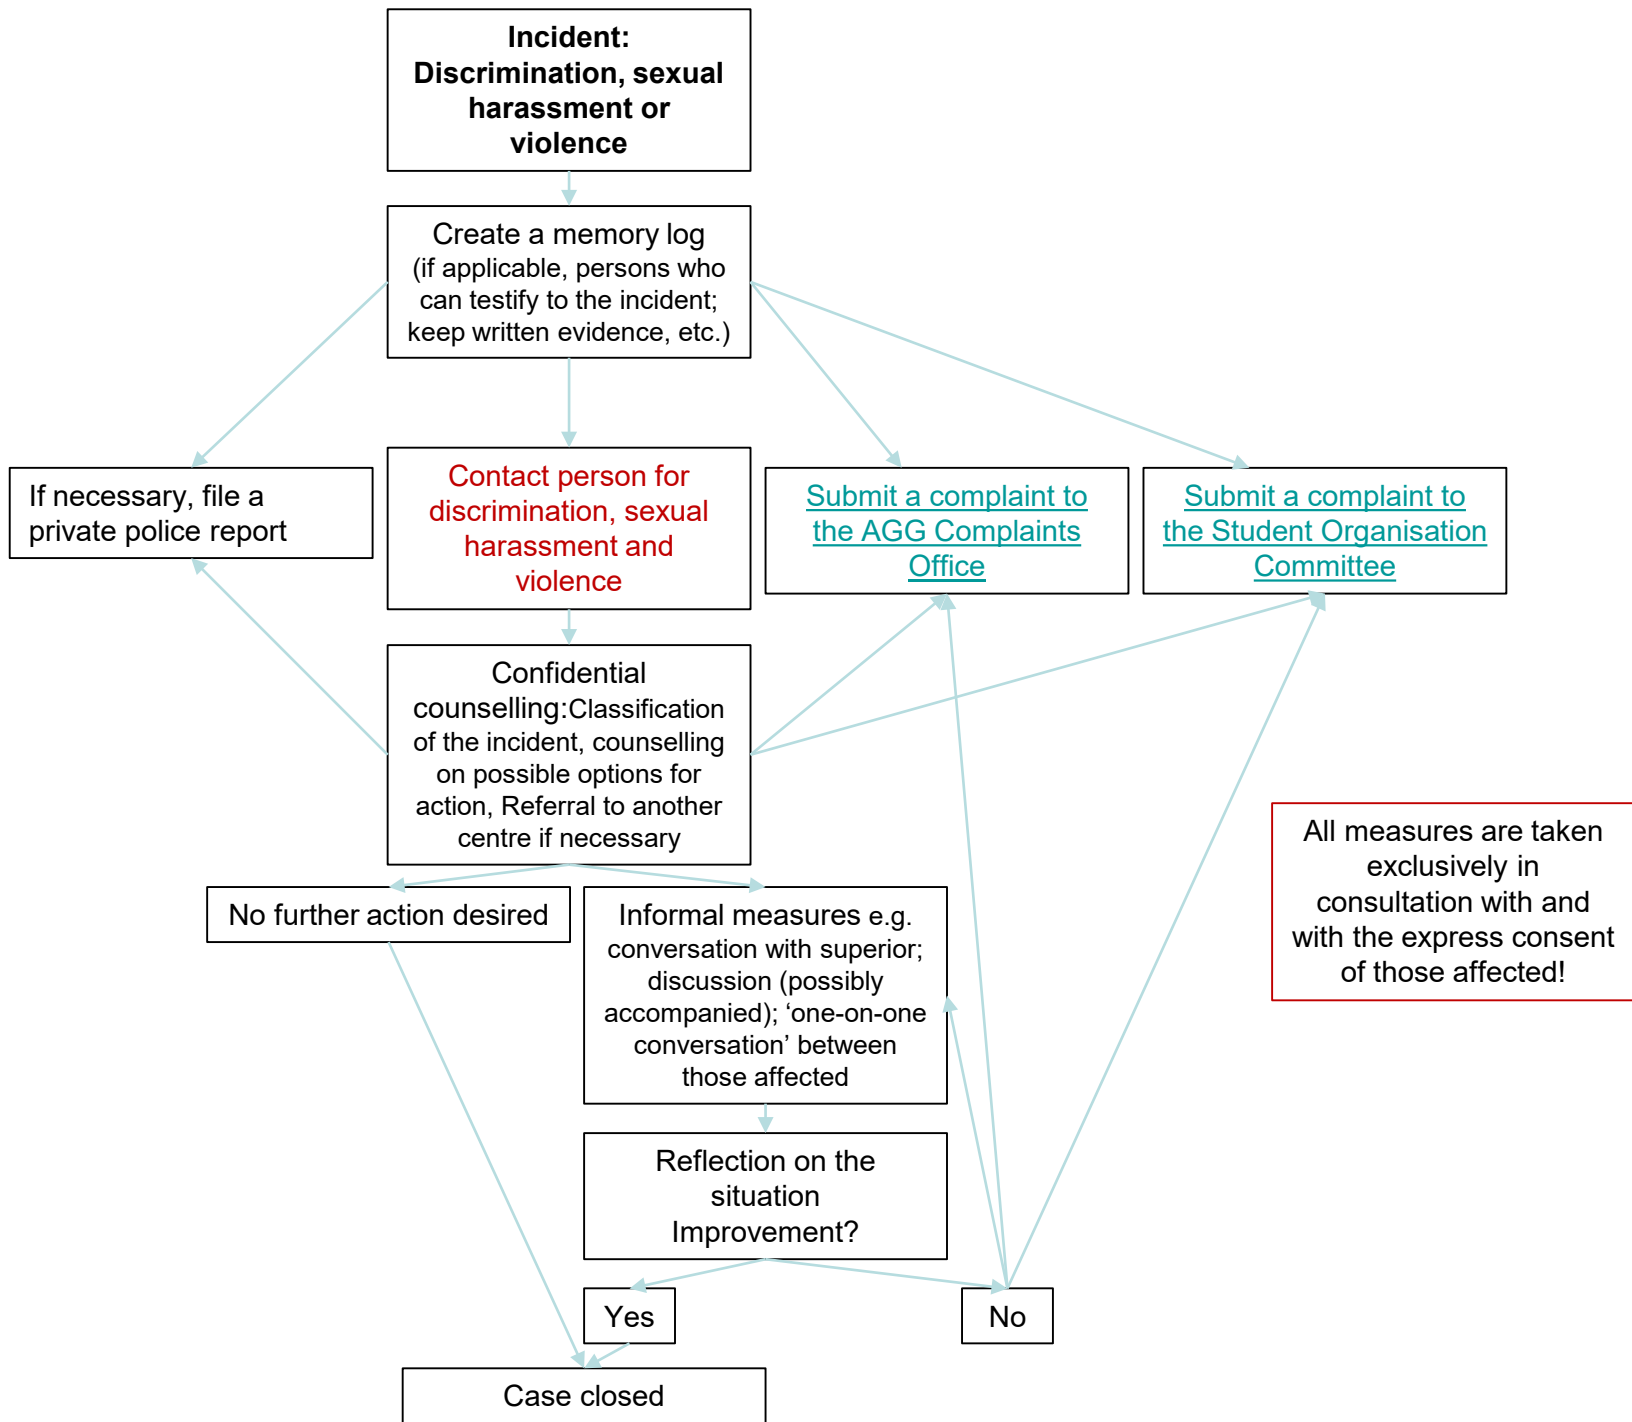 Incident:
Discrimination, sexual
harassment or
violence
Create a memory log
(if applicable, persons who
can testify to the incident;
keep written evidence, etc.)
If necessary, file a
private police report
Contact person for
discrimination, sexual
harassment and
violence
Submit a complaint to
the AGG Complaints
Office
Submit a complaint to
the Student Organisation
Committee
Confidential
counselling:Classification
of the incident, counselling
on possible options for
action, Referral to another
centre if necessary
All measures are taken
exclusively in
consultation with and
with the express consent
of those affected!
No further action desired
Informal measures e.g.
conversation with superior;
discussion (possibly
accompanied); ‘one-on-one
conversation’ between
those affected
Reflection on the
situation
Improvement?
Yes
No
Case closed